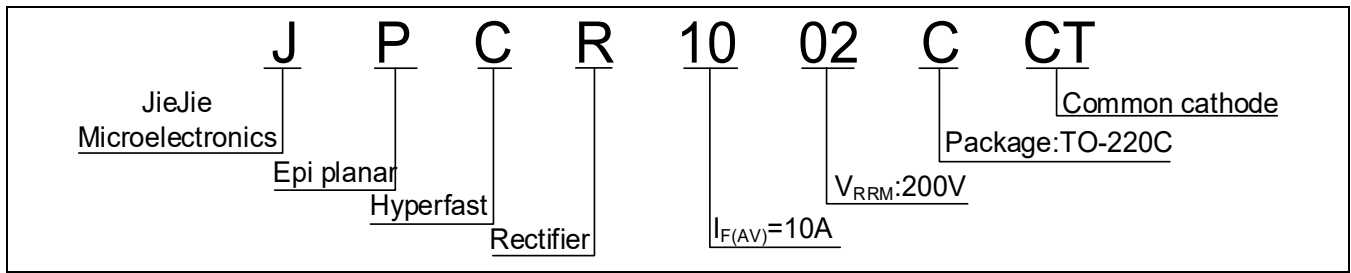 J P C R 10 02 C CT
JieJie
Microelectronics
Common cathode
Package:TO-220C
Epi planar
VRRM:200V
Hyperfast
IF(AV)=10A
Rectifier